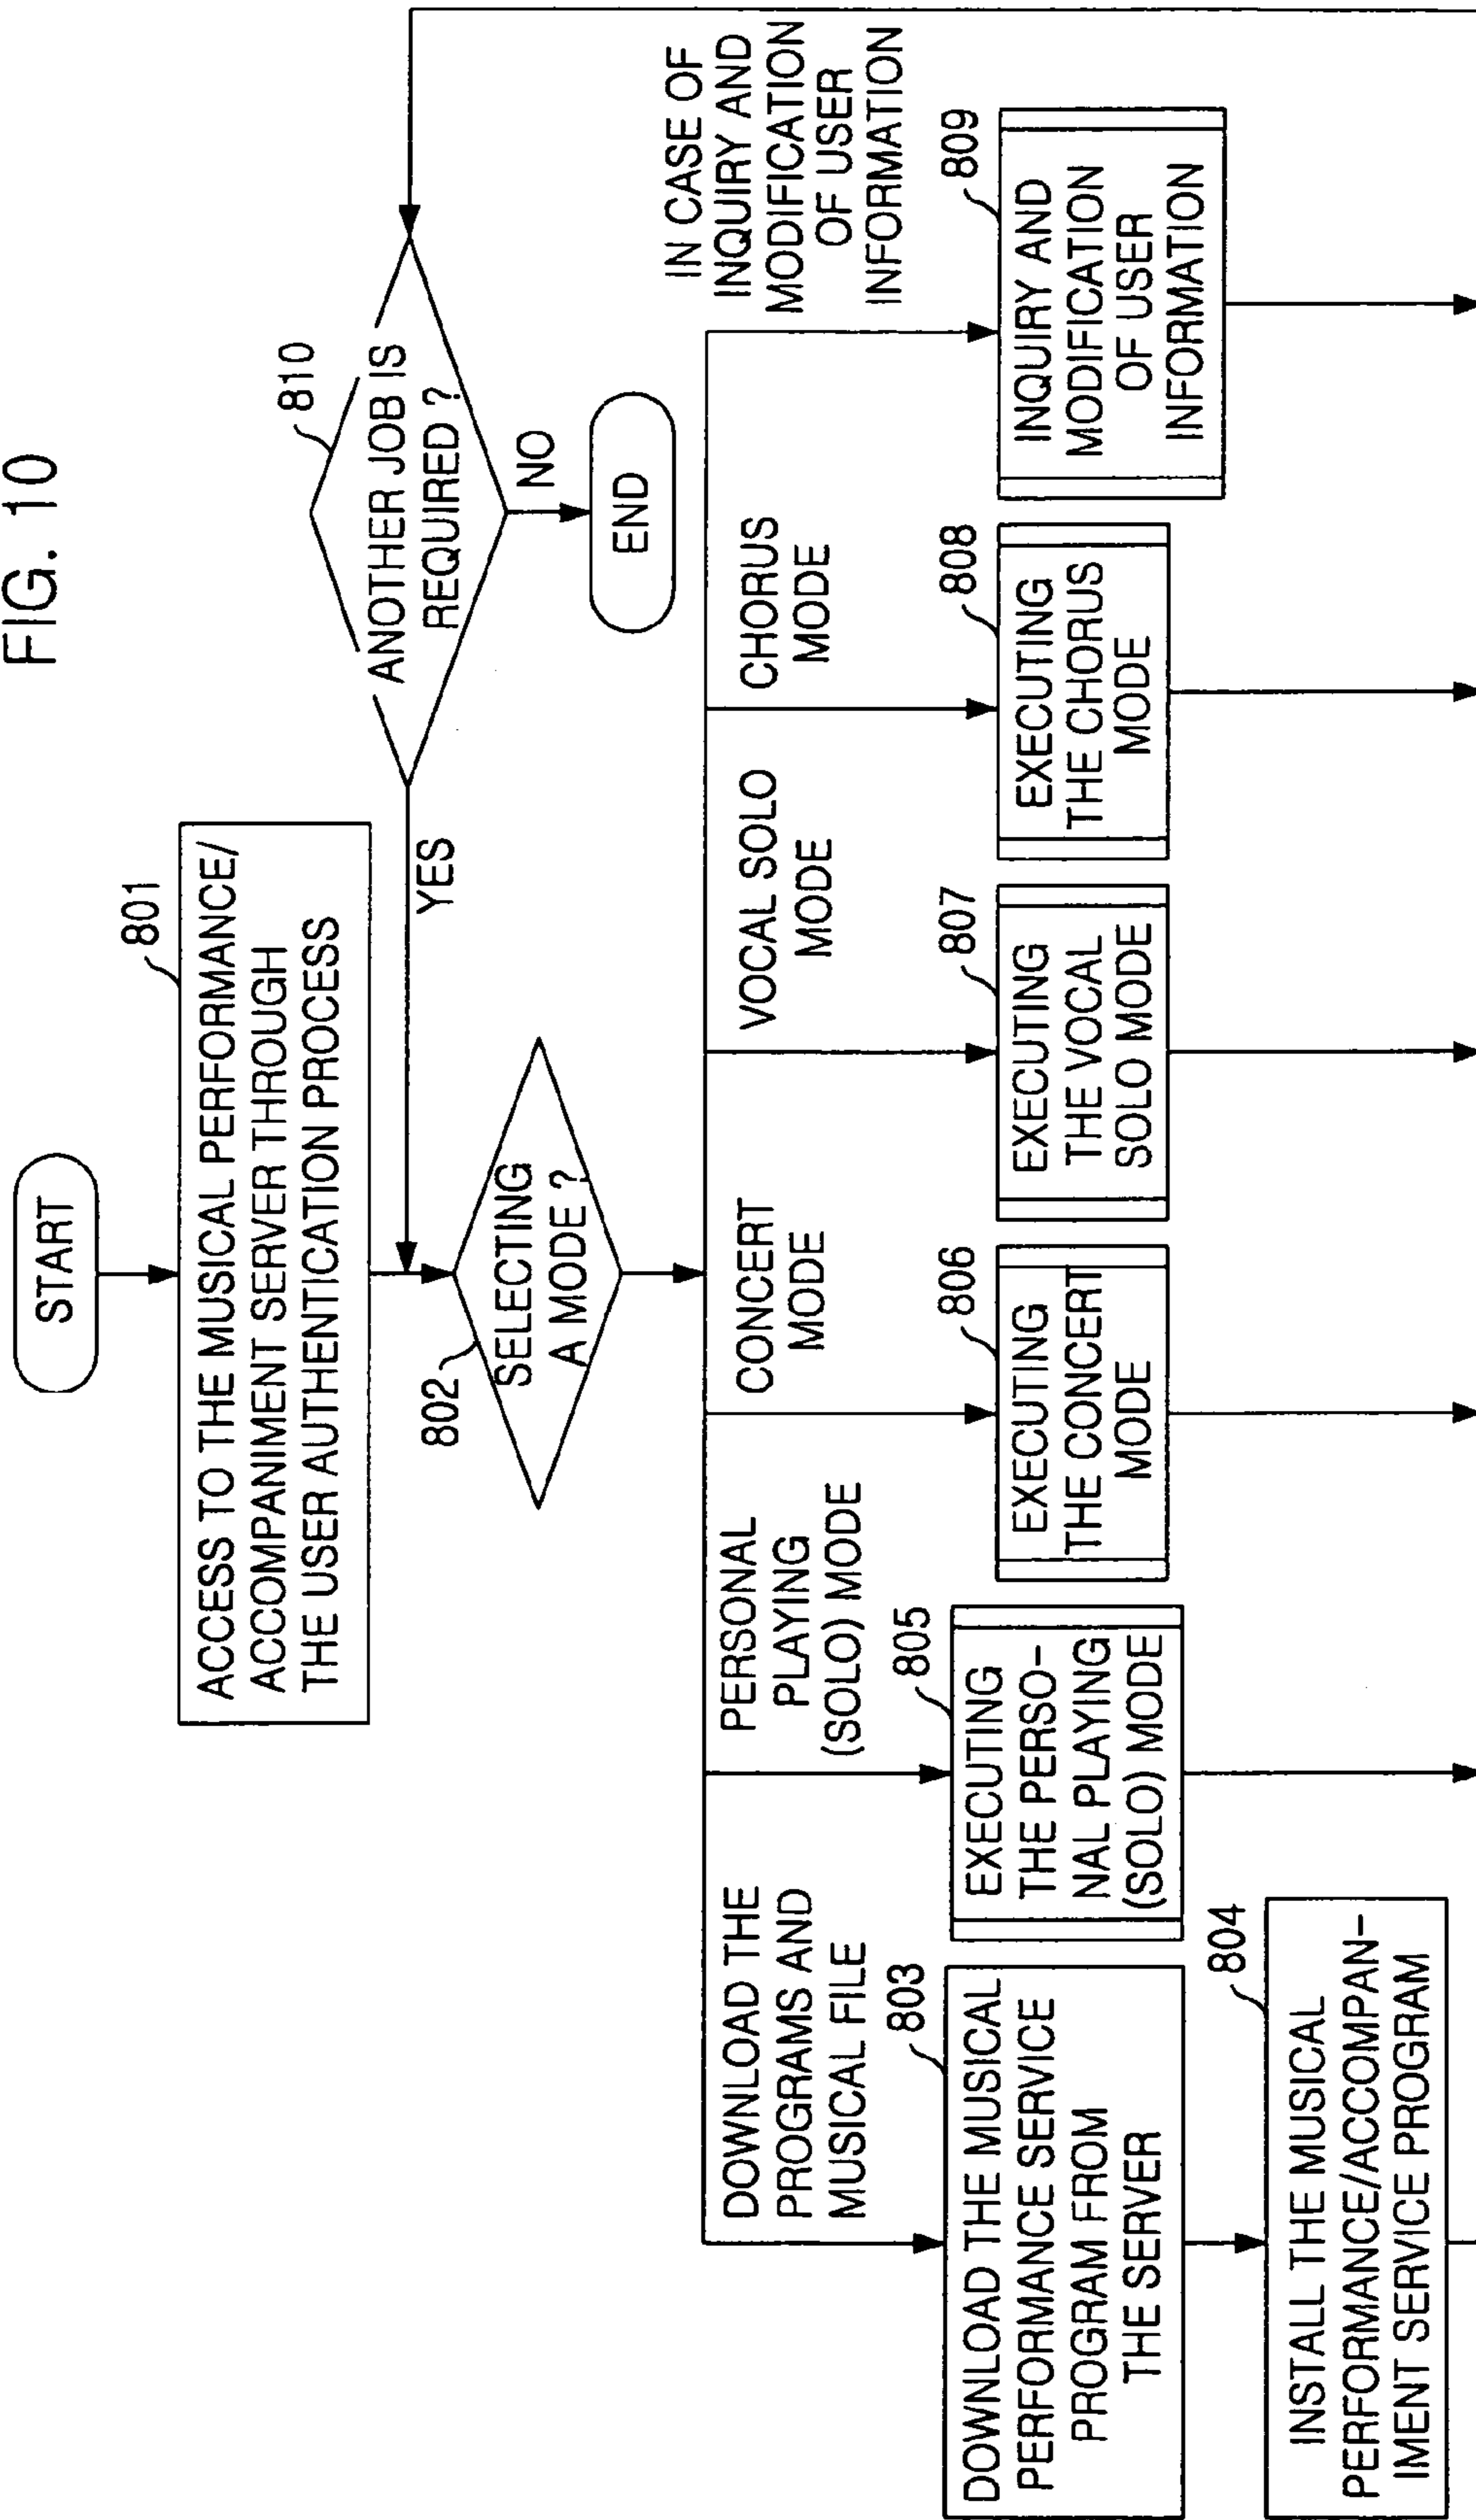 FIG. 10
START
801
ACCESS TO THE MUSICAL PERFORMANCE/
ACCOMPANIMENT SERVER THROUGH
THE USER AUTHENTICATION PROCESS
810
ANOTHER JOB IS
REQUIRED ?
YES
NO
END
802
SELECTING
A MODE ?
DOWNLOAD THE
PROGRAMS AND
MUSICAL FILE
PERSONAL
PLAYING
(SOLO) MODE
CONCERT
MODE
VOCAL SOLO
MODE
CHORUS
MODE
IN CASE OF
INQUIRY AND
MODIFICATION
OF USER
INFORMATION
803
DOWNLOAD THE MUSICAL
PERFORMANCE SERVICE
PROGRAM FROM
THE SERVER
804
INSTALL THE MUSICAL
PERFORMANCE/ACCOMPAN-
IMENT SERVICE PROGRAM
805
EXECUTING
THE PERSO-
NAL PLAYING
(SOLO) MODE
806
EXECUTING
THE CONCERT
MODE
807
EXECUTING
THE VOCAL
SOLO MODE
808
EXECUTING
THE CHORUS
MODE
809
INQUIRY AND
MODIFICATION
OF USER
INFORMATION